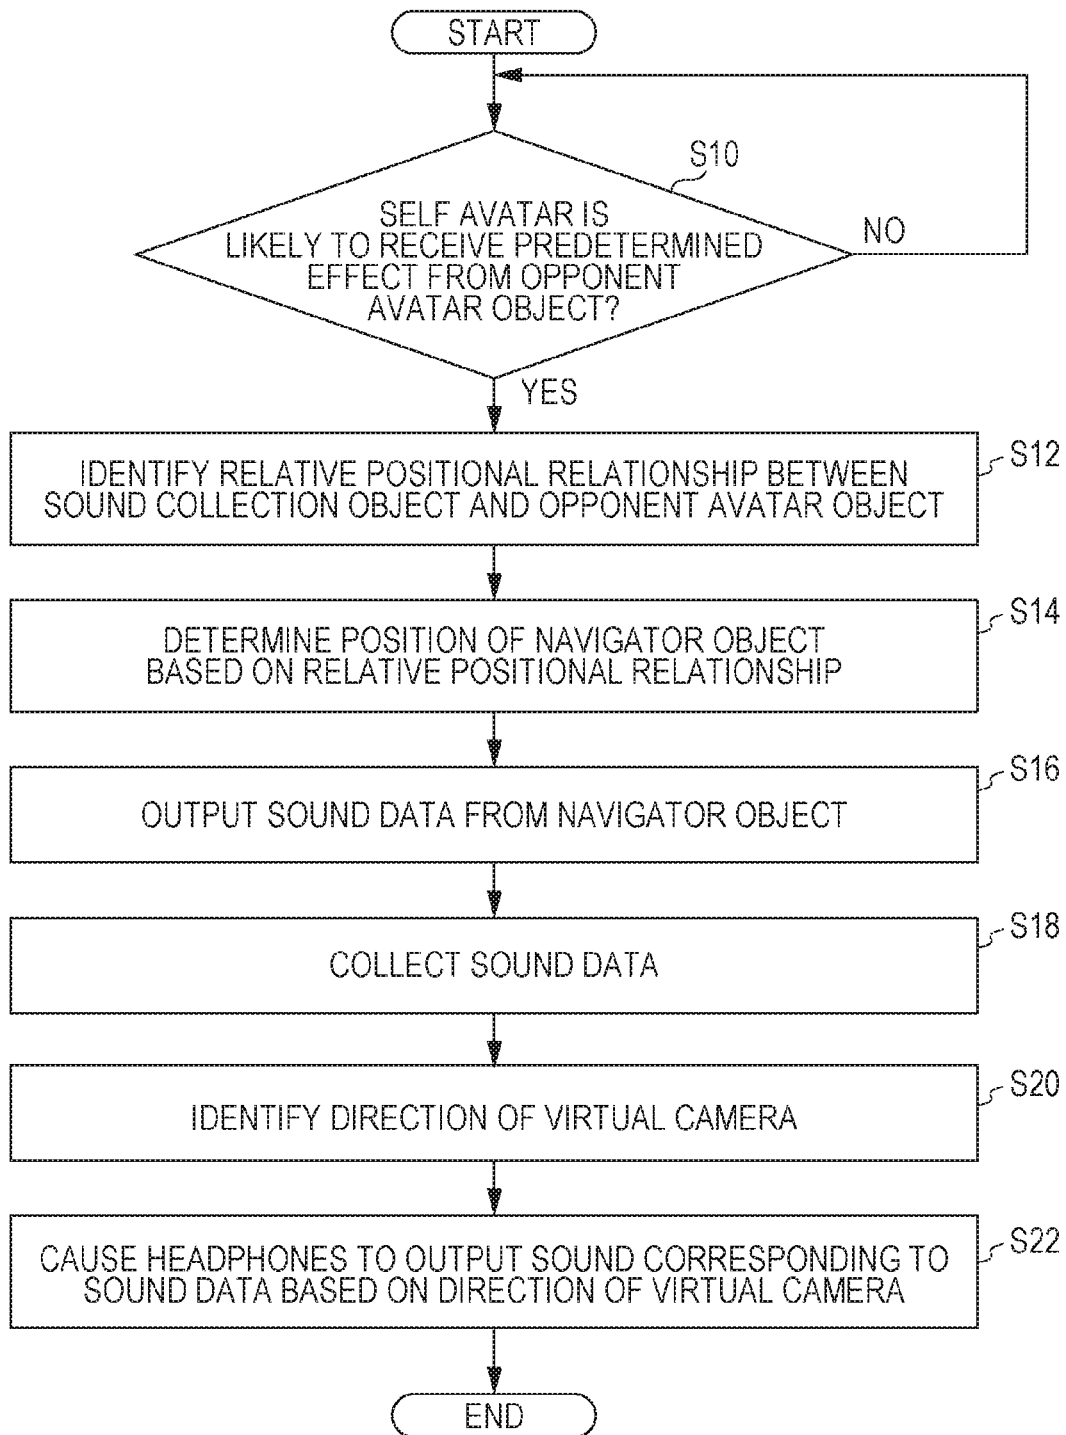 START
S10
SELF AVATAR IS
LIKELY TO RECEIVE PREDETERMINED
EFFECT FROM OPPONENT
AVATAR OBJECT?
NO
YES
S12
IDENTIFY RELATIVE POSITIONAL RELATIONSHIP BETWEEN
SOUND COLLECTION OBJECT AND OPPONENT AVATAR OBJECT
S14
DETERMINE POSITION OF NAVIGATOR OBJECT
BASED ON RELATIVE POSITIONAL RELATIONSHIP
S16
OUTPUT SOUND DATA FROM NAVIGATOR OBJECT
S18
COLLECT SOUND DATA
S20
IDENTIFY DIRECTION OF VIRTUAL CAMERA
S22
CAUSE HEADPHONES TO OUTPUT SOUND CORRESPONDING TO
SOUND DATA BASED ON DIRECTION OF VIRTUAL CAMERA
END